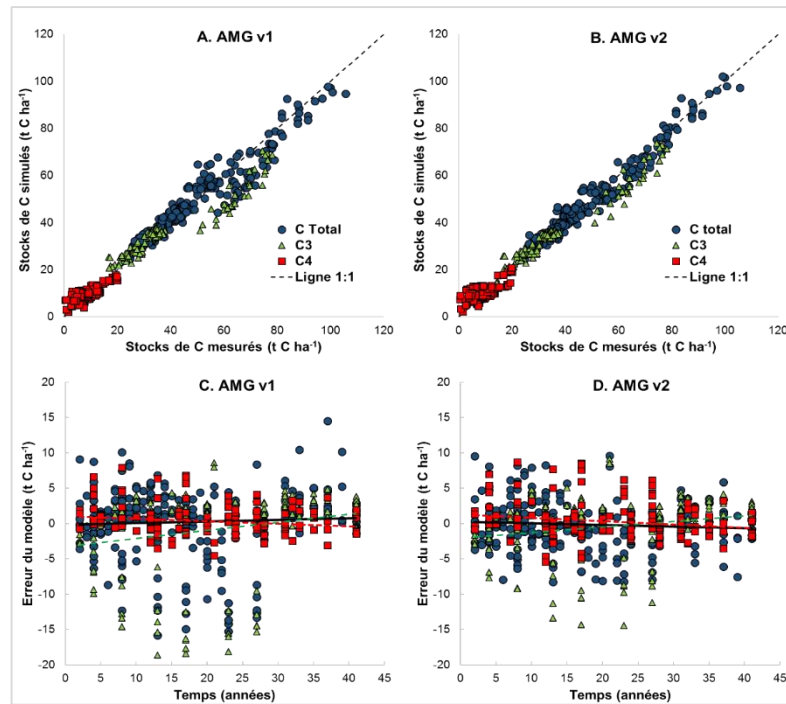 A. AMG v1
Stocks de C simulés (t C ha-1)
120
100
80
60
40
20
0
C Total
C3
C4
Ligne 1:1
0 20 40 60 80 100 120
Stocks de C mesurés (t C ha-1)
B. AMG v2
Stocks de C simulés (t C ha-1)
120
100
80
60
40
20
0
C total
C3
C4
Ligne 1:1
0 20 40 60 80 100 120
Stocks de C mesurés (t C ha-1)
C. AMG v1
Erreur du modèle (t C ha-1)
20
15
10
5
0
-5
-10
-15
-20
0 5 10 15 20 25 30 35 40 45
Temps (années)
D. AMG v2
Erreur du modèle (t C ha-1)
20
15
10
5
0
-5
-10
-15
-20
0 5 10 15 20 25 30 35 40 45
Temps (années)